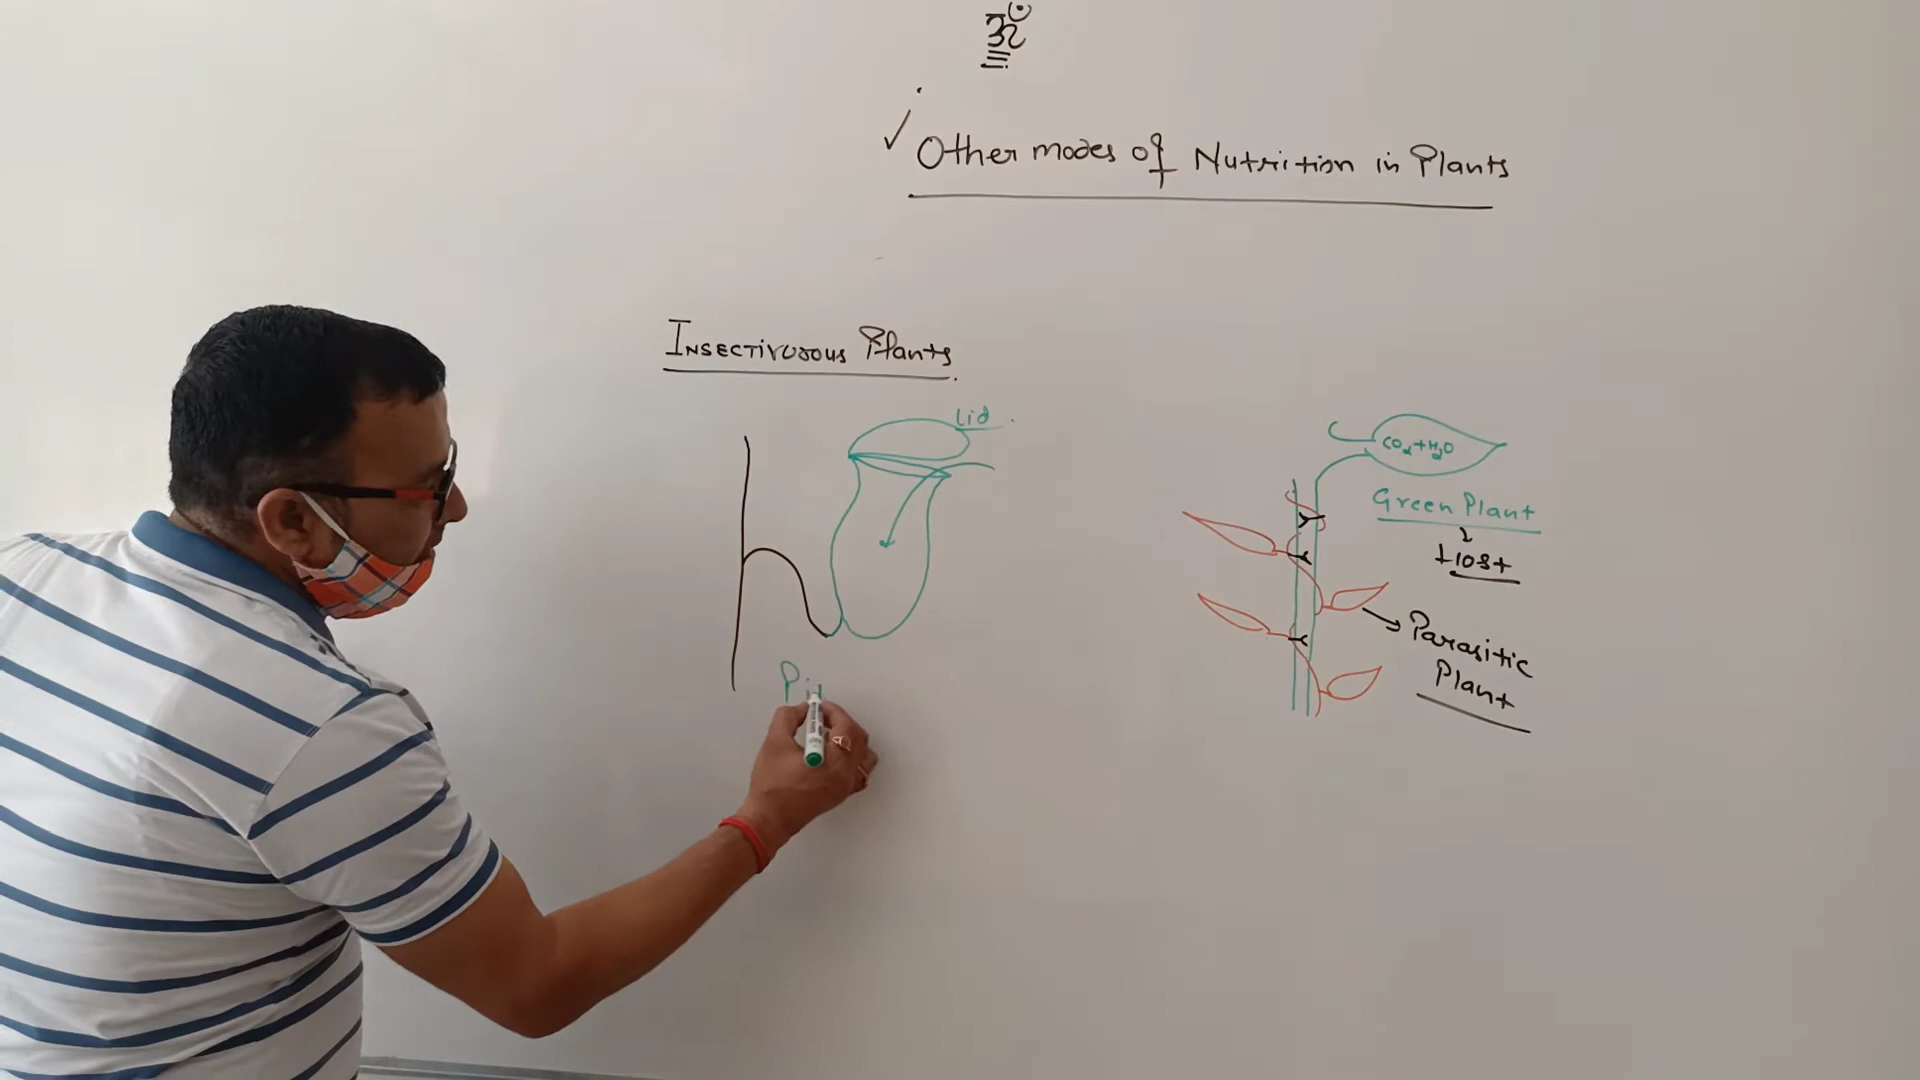 ॐ
Other modes of Nutrition in Plants
Insectivorous Plants
Lid
CO2+H2O
Green Plant
Host
Parasitic
Plant
P